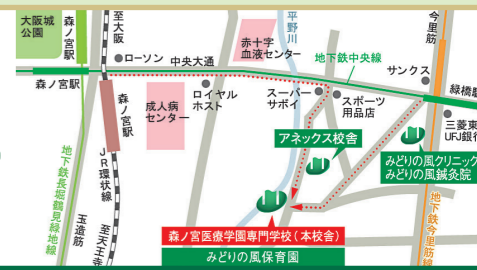 大阪城
公園
森ノ宮筋
至大阪
ローソン
中央大通
赤十字
血液センター
平野川
地下鉄中央線
今里筋
サンクス
緑橋駅
森ノ宮駅
森ノ宮駅
JR環状線
成人病
センター
ロイヤル
ホスト
スーパー
サボイ
スポーツ
用品店
三菱東
UFJ銀行
アネックス校舎
みどりの風クリニック
みどりの風鍼灸院
地下鉄長堀鶴見緑地線
玉造筋
至天王寺
森ノ宮医療学園専門学校(本校舎)
みどりの風保育園
地下鉄今里筋線